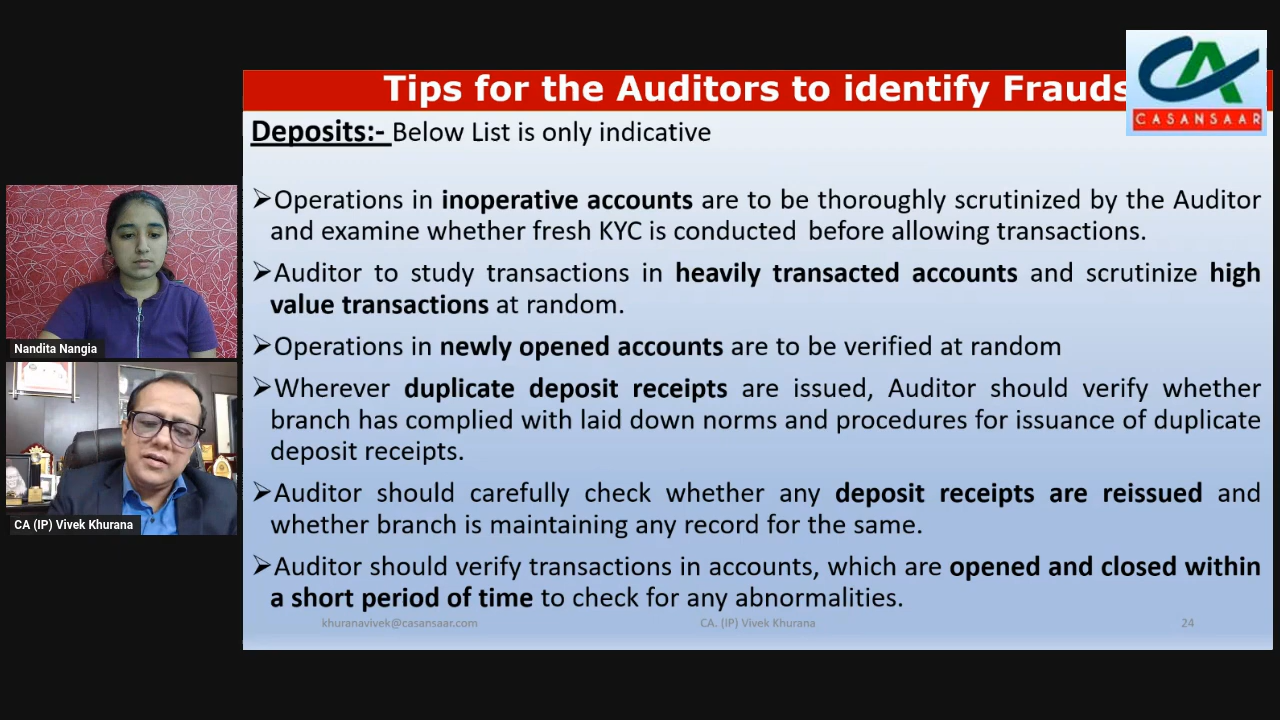 Tips for the Auditors to identify Frauds
CASANSAAR
Deposits:- Below List is only indicative
➢Operations in inoperative accounts are to be thoroughly scrutinized by the Auditor
and examine whether fresh KYC is conducted before allowing transactions.
➢Auditor to study transactions in heavily transacted accounts and scrutinize high
value transactions at random.
➢Operations in newly opened accounts are to be verified at random
➢Wherever duplicate deposit receipts are issued, Auditor should verify whether
branch has complied with laid down norms and procedures for issuance of duplicate
deposit receipts.
➢Auditor should carefully check whether any deposit receipts are reissued and
whether branch is maintaining any record for the same.
➢Auditor should verify transactions in accounts, which are opened and closed within
a short period of time to check for any abnormalities.
khuranavivek@casansaar.com CA. (IP) Vivek Khurana 24
Nandita Nangia
CA (IP) Vivek Khurana